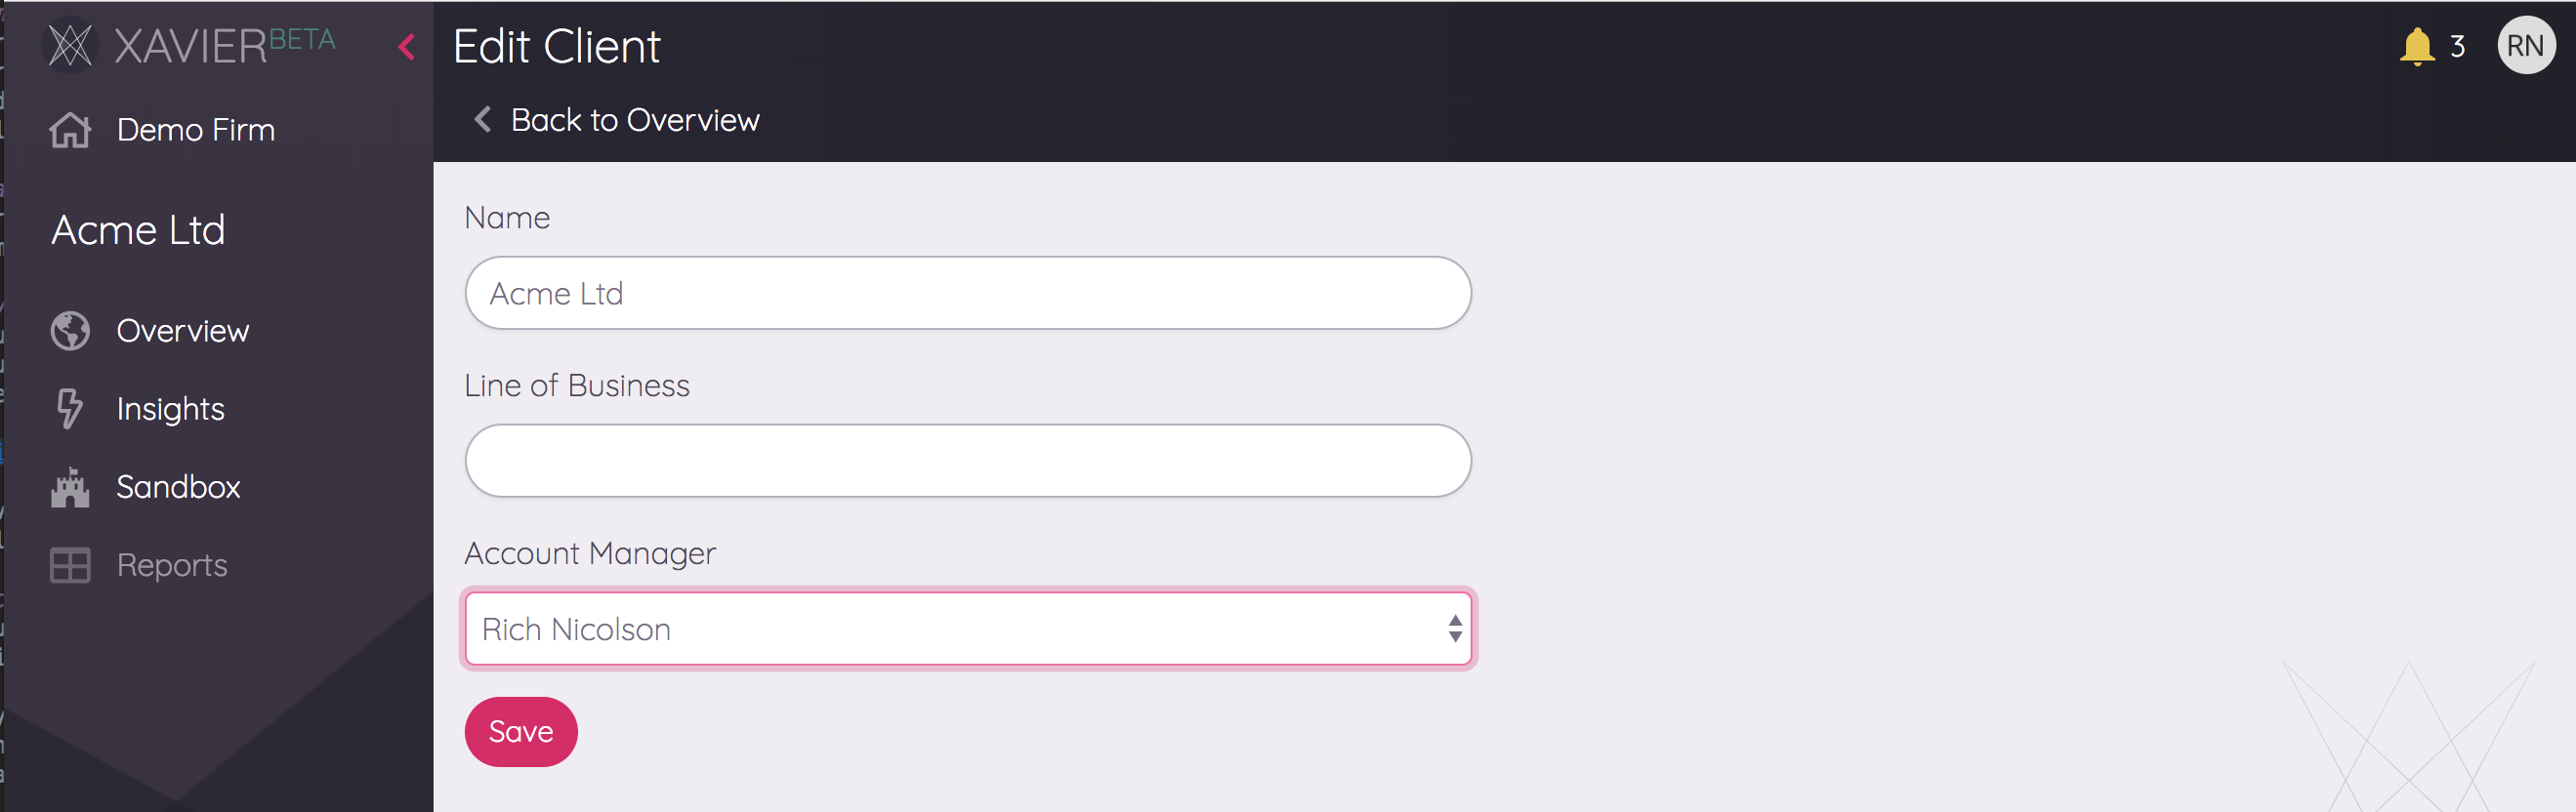 XAVIER BETA
Demo Firm
Acme Ltd
Overview
Insights
Sandbox
Reports
Edit Client
3
RN
Back to Overview
Name
Acme Ltd
Line of Business
Account Manager
Rich Nicolson
Save